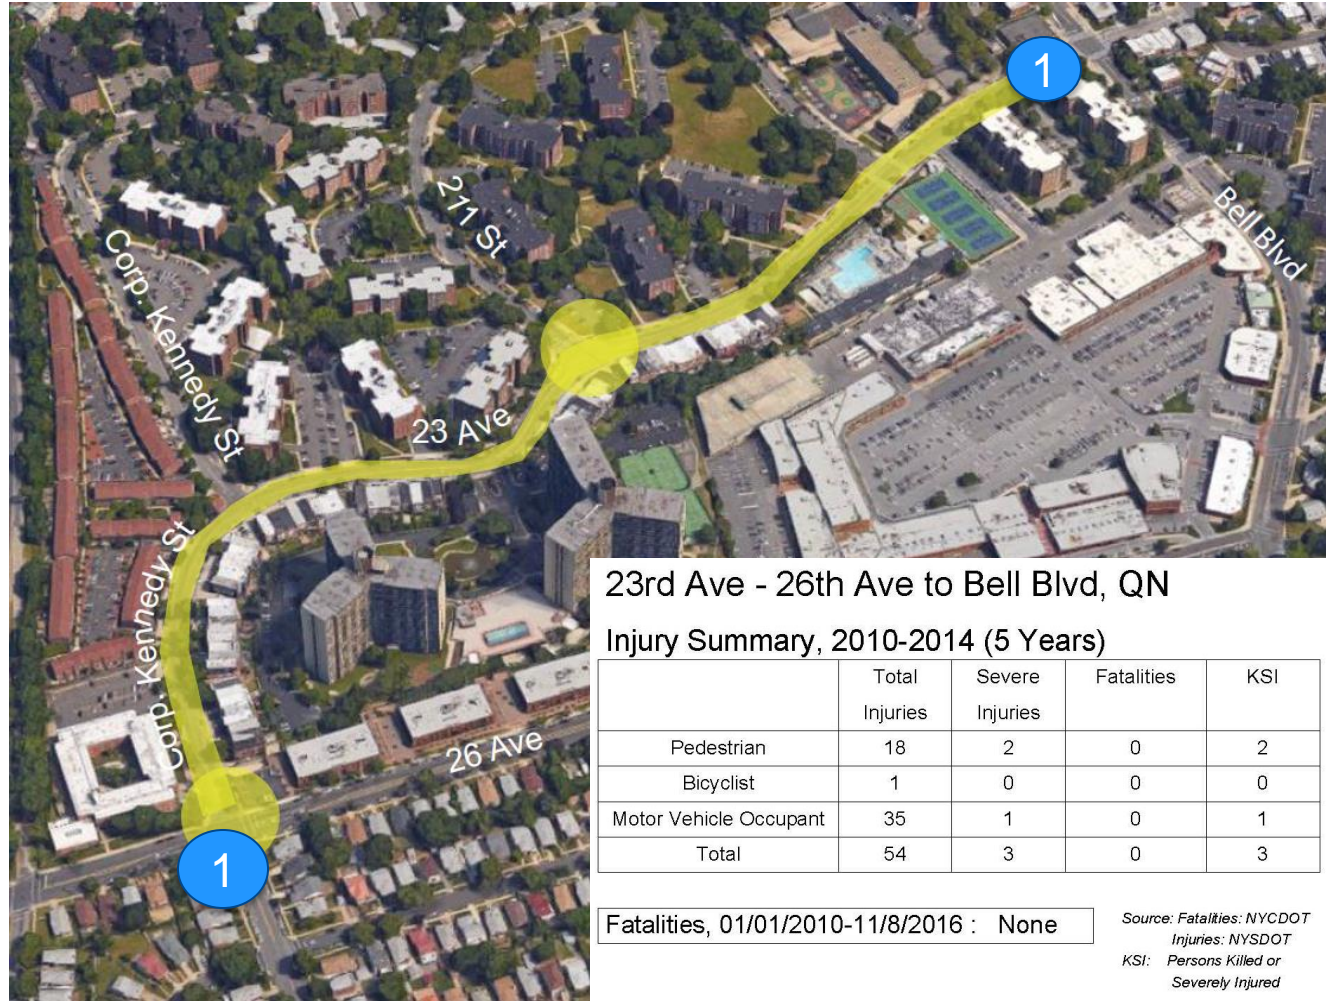 1
Bell Blvd
211 St
Corp. Kennedy St
23 Ave
Corp. Kennedy St
26 Ave
1
23rd Ave - 26th Ave to Bell Blvd, QN
Injury Summary, 2010-2014 (5 Years)
Total Injuries Severe Injuries Fatalities KSI
Pedestrian 18 2 0 2
Bicyclist 1 0 0 0
Motor Vehicle Occupant 35 1 0 1
Total 54 3 0 3
Fatalities, 01/01/2010-11/8/2016 : None
Source: Fatalities: NYCDOT
Injuries: NYSDOT
KSI: Persons Killed or
Severely Injured